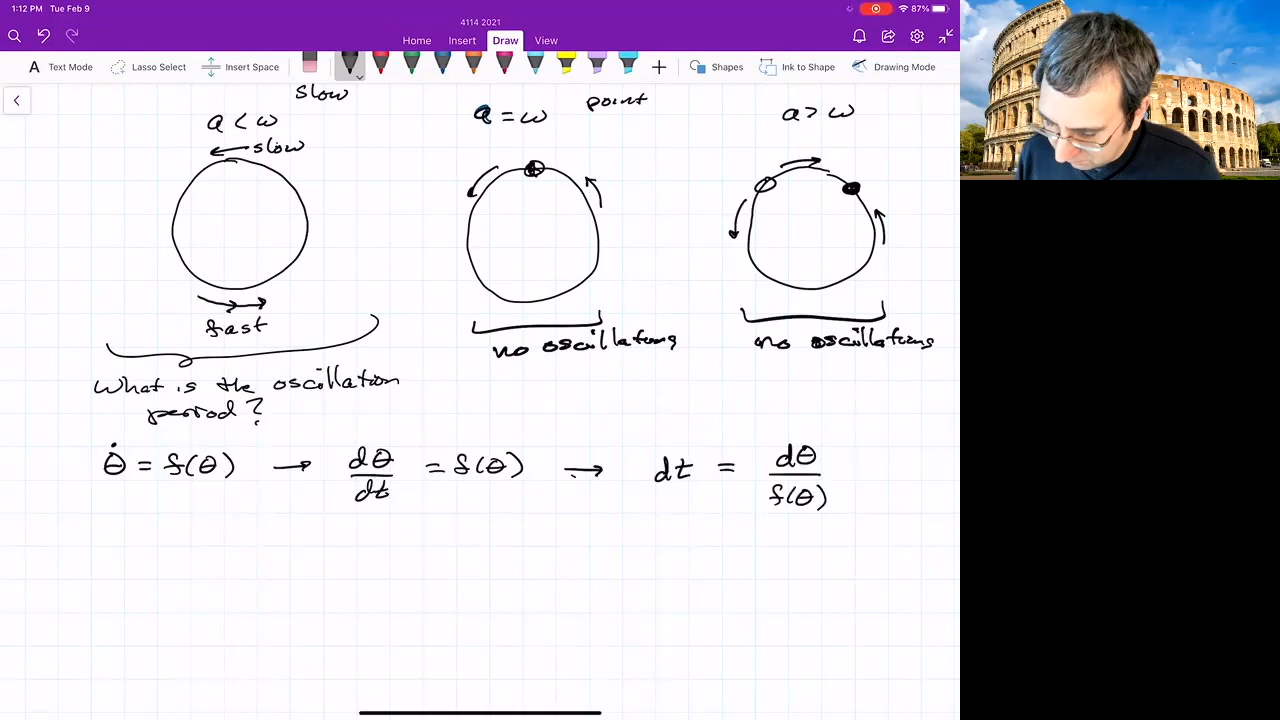 1:12 PM Tue Feb 9
87%
4114 2021
Home Insert Draw View
A Text Mode Lasso Select Insert Space Shapes Ink to Shape Drawing Mode
slow
point
a < ω
a = ω
a > ω
slow
fast
no oscillations
no oscillations
What is the oscillation
period?
θ̇ = f(θ) → dθ/dt = f(θ) → dt = dθ/f(θ)